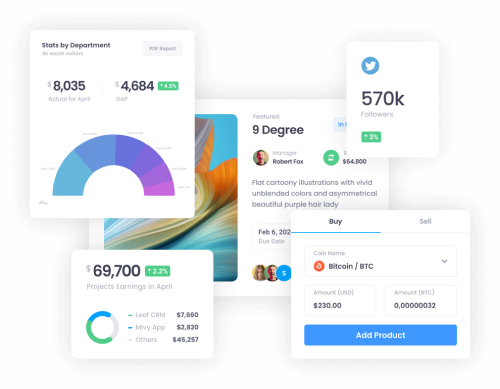 Stats by Department
8k social visitors
PDF Report
$8,035
Actual for April
$4,684
4.5%
GAP
570k
Followers
3%
Featured
9 Degree
Manager
Robert Fox
$64.800
Flat cartoony illustrations with vivid
unblended colors and asymmetrical
beautiful purple hair lady
Feb 6, 202
Due Date
S
$69,700
2.2%
Projects Earnings in April
Leaf CRM $7,660
Mivy App $2,820
Others $45,257
Buy
Sell
Coin Name
Bitcoin / BTC
Amount (USD)
$230.00
Amount (BTC)
0,00000032
Add Product